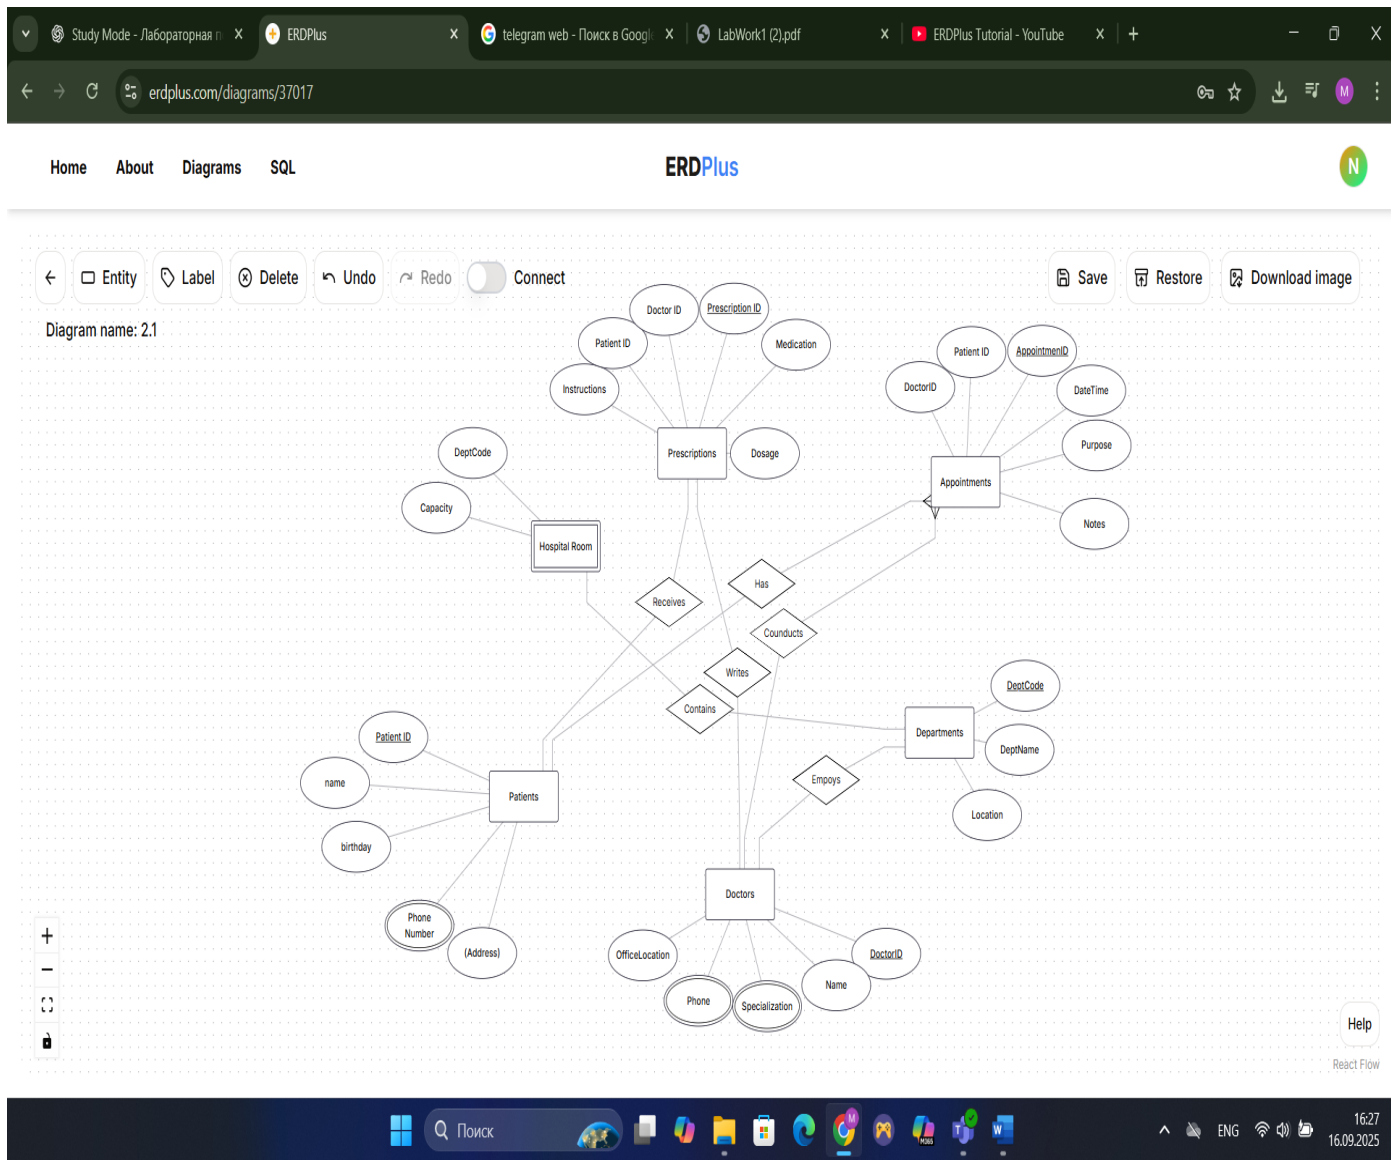 Study Mode - Лабораторная п
ERDPlus
telegram web - Поиск в Googl
LabWork1 (2).pdf
ERDPlus Tutorial - YouTube
erdplus.com/diagrams/37017
M
Home
About
Diagrams
SQL
ERDPlus
N
Entity
Label
Delete
Undo
Redo
Connect
Save
Restore
Download image
Diagram name: 2.1
Doctor ID
Prescription ID
Patient ID
Medication
Instructions
Prescriptions
Dosage
Patient ID
AppointmenID
DoctorID
DateTime
Purpose
Appointments
Notes
DeptCode
Capacity
Hospital Room
Has
Receives
Counducts
Writes
Contains
DeptCode
Departments
DeptName
Empoys
Location
Patient ID
name
Patients
birthday
Phone
Number
(Address)
Doctors
OfficeLocation
DoctorID
Name
Phone
Specialization
Help
React Flow
Поиск
M
M365
ENG
16:27
16.09.2025